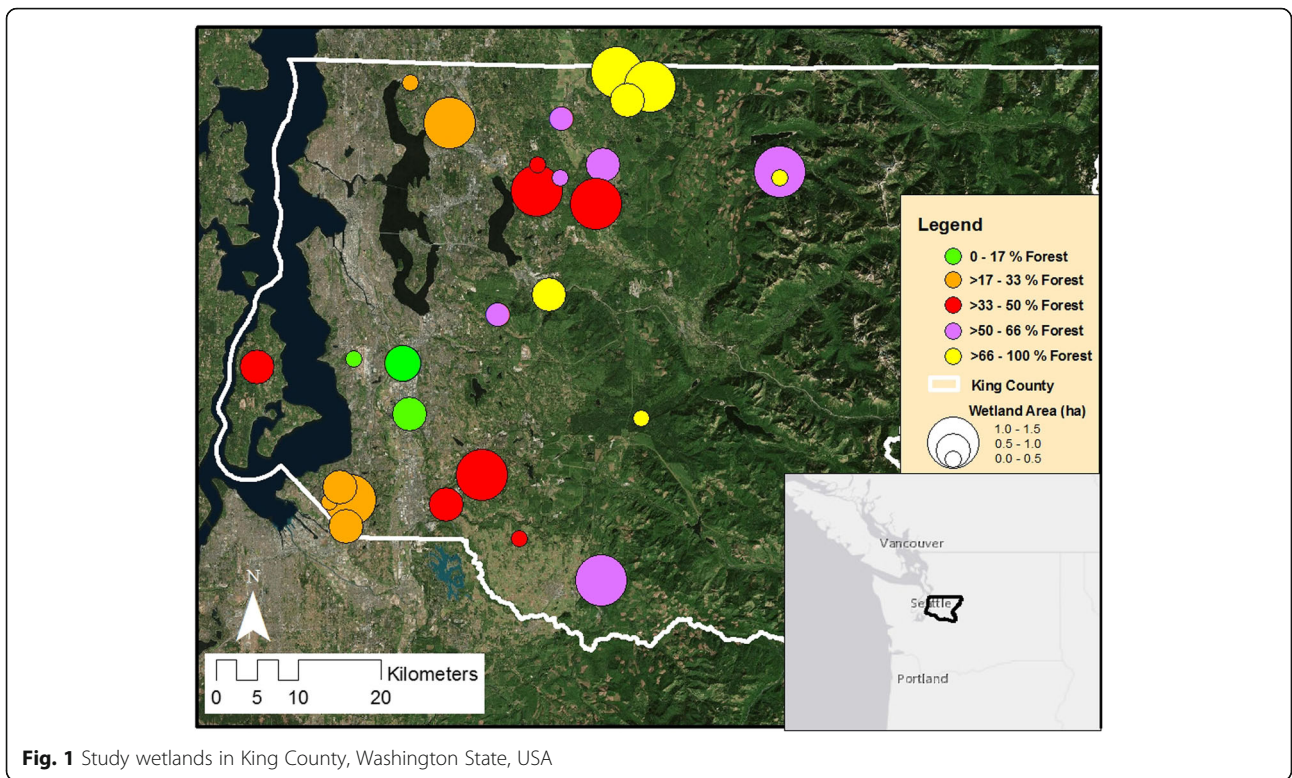 Legend
0 - 17 % Forest
>17 - 33 % Forest
>33 - 50 % Forest
>50 - 66 % Forest
>66 - 100 % Forest
King County
Wetland Area (ha)
1.0 - 1.5
0.5 - 1.0
0.0 - 0.5
Vancouver
Seattle
Portland
N
Kilometers
0 5 10 20
Fig. 1 Study wetlands in King County, Washington State, USA